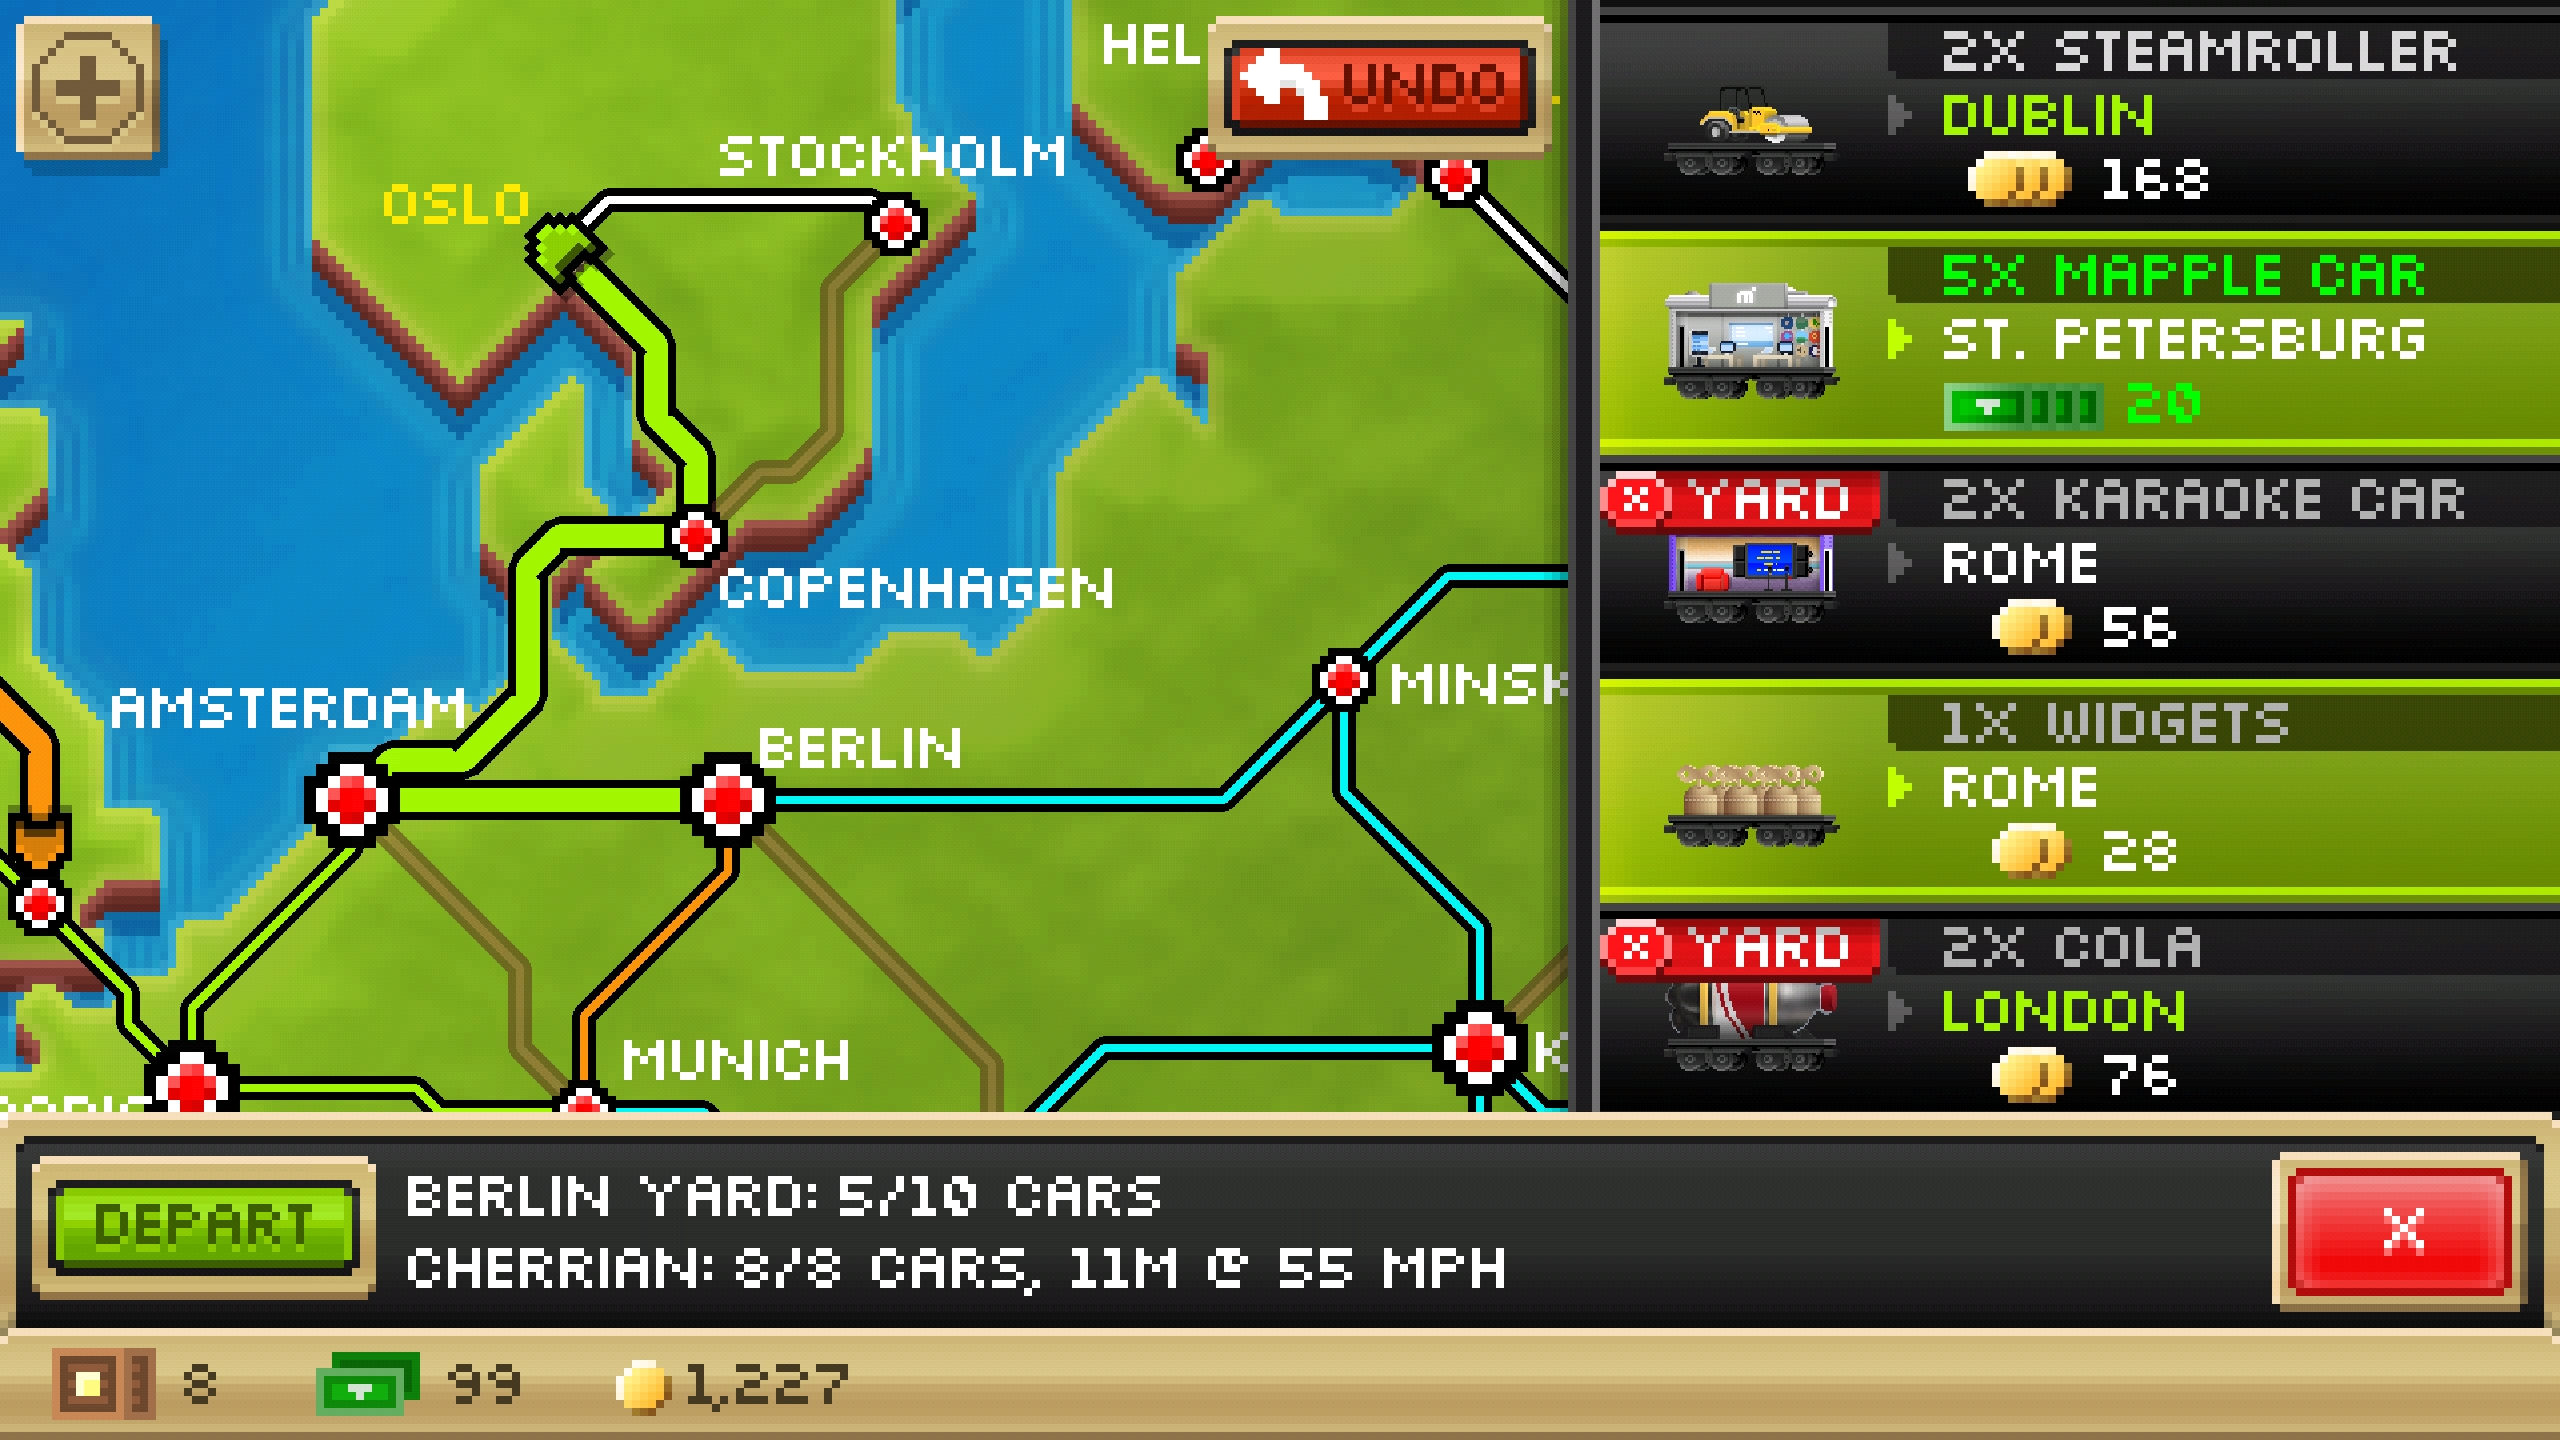 HEL
UNDO
STOCKHOLM
OSLO
COPENHAGEN
AMSTERDAM
BERLIN
MINSK
MUNICH
K
2X STEAMROLLER
DUBLIN
168
5X MAPPLE CAR
m
ST. PETERSBURG
20
YARD
2X KARAOKE CAR
ROME
56
1X WIDGETS
ROME
28
YARD
2X COLA
LONDON
76
DEPART
BERLIN YARD: 5/10 CARS
CHERRIAN: 8/8 CARS, 11M @ 55 MPH
X
8
99
1,227